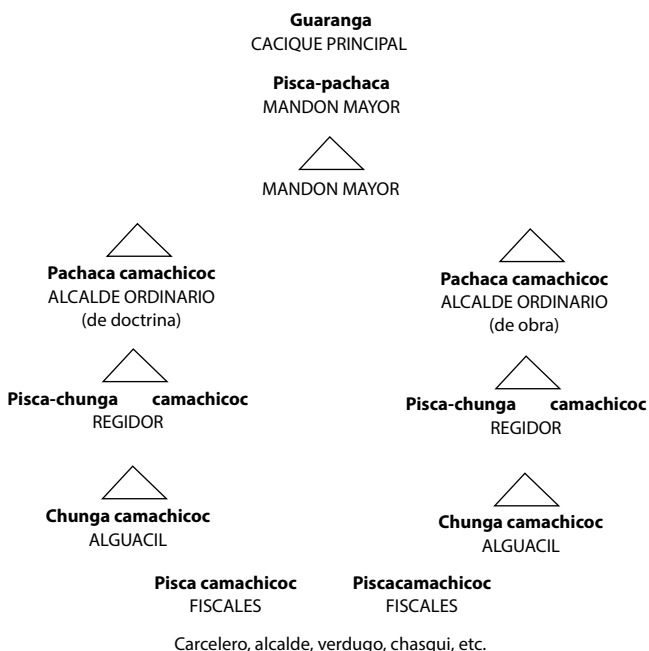 Guaranga
CACIQUE PRINCIPAL
Pisca-pachaca
MANDON MAYOR
MANDON MAYOR
Pachaca camachicoc
ALCALDE ORDINARIO
(de doctrina)
Pachaca camachicoc
ALCALDE ORDINARIO
(de obra)
Pisca-chunga camachicoc
REGIDOR
Pisca-chunga camachicoc
REGIDOR
Chunga camachicoc
ALGUACIL
Chunga camachicoc
ALGUACIL
Pisca camachicoc
FISCALES
Piscacamachicoc
FISCALES
Carcelero, alcalde, verdugo, chasqui, etc.